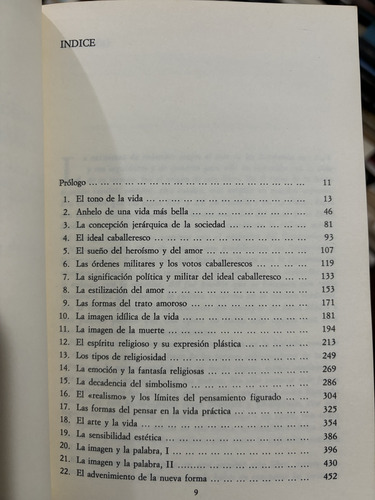 INDICE
Prólogo ... ... ... ... ... ... ... ... ... ... ... ... ... 11
1. El tono de la vida ... ... ... ... ... ... ... ... ... ... 13
2. Anhelo de una vida más bella ... ... ... ... ... ... ... 46
3. La concepción jerárquica de la sociedad ... ... ... ... ... 81
4. El ideal caballeresco ... ... ... ... ... ... ... ... ... 93
5. El sueño del heroísmo y del amor ... ... ... ... ... ... 107
6. Las órdenes militares y los votos caballerescos ... ... ... 119
7. La significación política y militar del ideal caballeresco ... 133
8. La estilización del amor ... ... ... ... ... ... ... ... 153
9. Las formas del trato amoroso ... ... ... ... ... ... ... 171
10. La imagen idílica de la vida ... ... ... ... ... ... ... 181
11. La imagen de la muerte ... ... ... ... ... ... ... ... 194
12. El espíritu religioso y su expresión plástica ... ... ... ... 213
13. Los tipos de religiosidad ... ... ... ... ... ... ... ... 249
14. La emoción y la fantasía religiosas ... ... ... ... ... ... 269
15. La decadencia del simbolismo ... ... ... ... ... ... ... 286
16. El «realismo» y los límites del pensamiento figurado ... ... 304
17. Las formas del pensar en la vida práctica ... ... ... ... 325
18. El arte y la vida ... ... ... ... ... ... ... ... ... ... 354
19. La sensibilidad estética ... ... ... ... ... ... ... ... 386
20. La imagen y la palabra, I ... ... ... ... ... ... ... ... 396
21. La imagen y la palabra, II ... ... ... ... ... ... ... ... 430
22. El advenimiento de la nueva forma ... ... ... ... ... ... 452
9